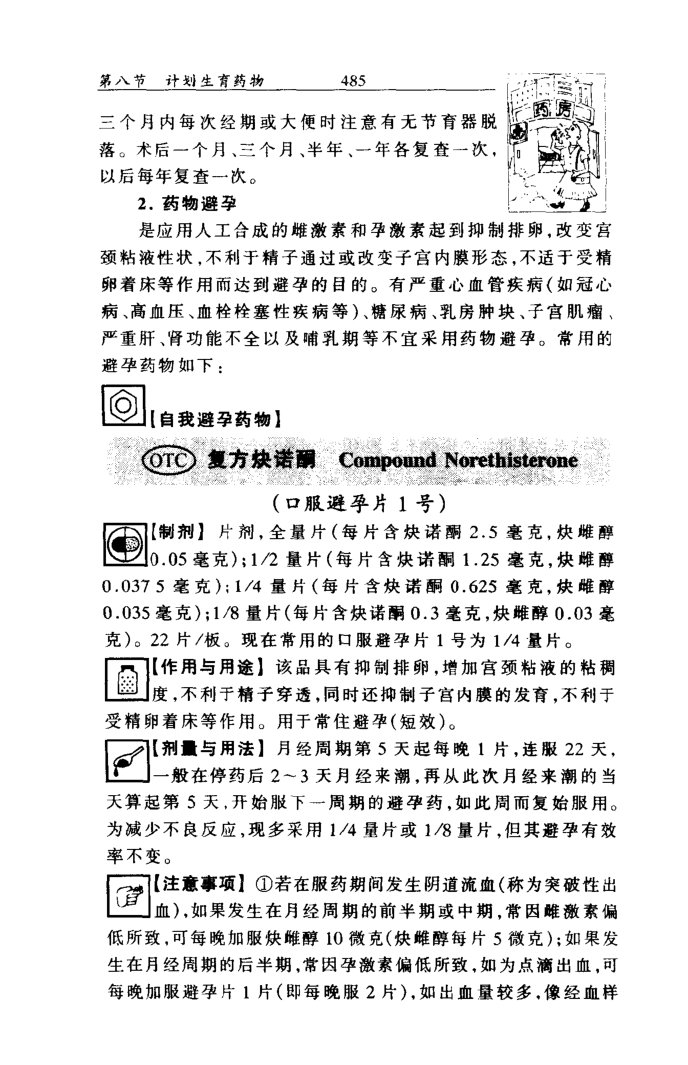 第八节　计划生育药物　485
药房
三个月内每次经期或大便时注意有无节育器脱
落。术后一个月、三个月、半年、一年各复查一次，
以后每年复查一次。
2. 药物避孕
是应用人工合成的雌激素和孕激素起到抑制排卵,改变宫
颈粘液性状,不利于精子通过或改变子宫内膜形态,不适于受精
卵着床等作用而达到避孕的目的。有严重心血管疾病(如冠心
病、高血压、血栓栓塞性疾病等)、糖尿病、乳房肿块、子宫肌瘤、
严重肝、肾功能不全以及哺乳期等不宜采用药物避孕。常用的
避孕药物如下:
【自我避孕药物】
OTC 复方炔诺酮　Compound Norethisterone
(口服避孕片 1 号)
【制剂】 片剂,全量片(每片含炔诺酮 2.5 毫克,炔雌醇
0.05 毫克);1/2 量片(每片含炔诺酮 1.25 毫克,炔雌醇
0.037 5 毫克);1/4 量片(每片含炔诺酮 0.625 毫克,炔雌醇
0.035 毫克);1/8 量片(每片含炔诺酮 0.3 毫克,炔雌醇 0.03 毫
克)。22 片/板。现在常用的口服避孕片 1 号为 1/4 量片。
【作用与用途】 该品具有抑制排卵,增加宫颈粘液的粘稠
度,不利于精子穿透,同时还抑制子宫内膜的发育,不利于
受精卵着床等作用。用于常住避孕(短效)。
【剂量与用法】 月经周期第 5 天起每晚 1 片,连服 22 天,
一般在停药后 2～3 天月经来潮,再从此次月经来潮的当
天算起第 5 天,开始服下一周期的避孕药,如此周而复始服用。
为减少不良反应,现多采用 1/4 量片或 1/8 量片,但其避孕有效
率不变。
【注意事项】 ①若在服药期间发生阴道流血(称为突破性出
血),如果发生在月经周期的前半期或中期,常因雌激素偏
低所致,可每晚加服炔雌醇 10 微克(炔雌醇每片 5 微克);如果发
生在月经周期的后半期,常因孕激素偏低所致,如为点滴出血,可
每晚加服避孕片 1 片(即每晚服 2 片),如出血量较多,像经血样